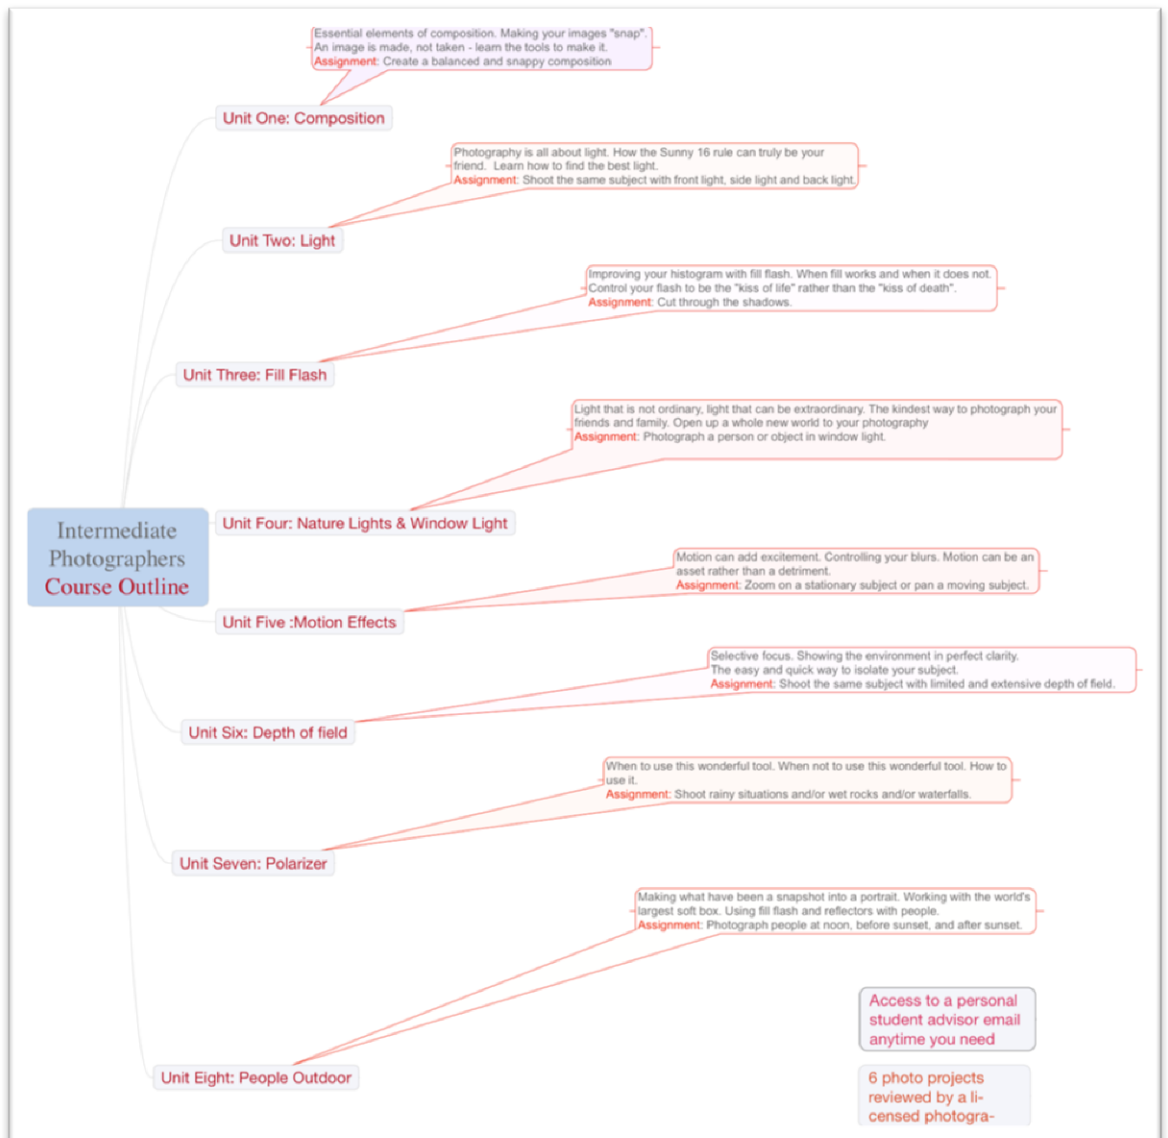 Essential elements of composition. Making your images "snap".
An image is made, not taken - learn the tools to make it.
Assignment: Create a balanced and snappy composition
Unit One: Composition
Photography is all about light. How the Sunny 16 rule can truly be your
friend.  Learn how to find the best light.
Assignment: Shoot the same subject with front light, side light and back light.
Unit Two: Light
Improving your histogram with fill flash. When fill works and when it does not.
Control your flash to be the "kiss of life" rather than the "kiss of death".
Assignment: Cut through the shadows.
Unit Three: Fill Flash
Light that is not ordinary, light that can be extraordinary. The kindest way to photograph your
friends and family. Open up a whole new world to your photography
Assignment: Photograph a person or object in window light.
Unit Four: Nature Lights & Window Light
Intermediate
Photographers
Course Outline
Motion can add excitement. Controlling your blurs. Motion can be an
asset rather than a detriment.
Assignment: Zoom on a stationary subject or pan a moving subject.
Unit Five :Motion Effects
Selective focus. Showing the environment in perfect clarity.
The easy and quick way to isolate your subject.
Assignment: Shoot the same subject with limited and extensive depth of field.
Unit Six: Depth of field
When to use this wonderful tool. When not to use this wonderful tool. How to
use it.
Assignment: Shoot rainy situations and/or wet rocks and/or waterfalls.
Unit Seven: Polarizer
Making what have been a snapshot into a portrait. Working with the world's
largest soft box. Using fill flash and reflectors with people.
Assignment: Photograph people at noon, before sunset, and after sunset.
Unit Eight: People Outdoor
Access to a personal
student advisor email
anytime you need
6 photo projects
reviewed by a li-
censed photogra-